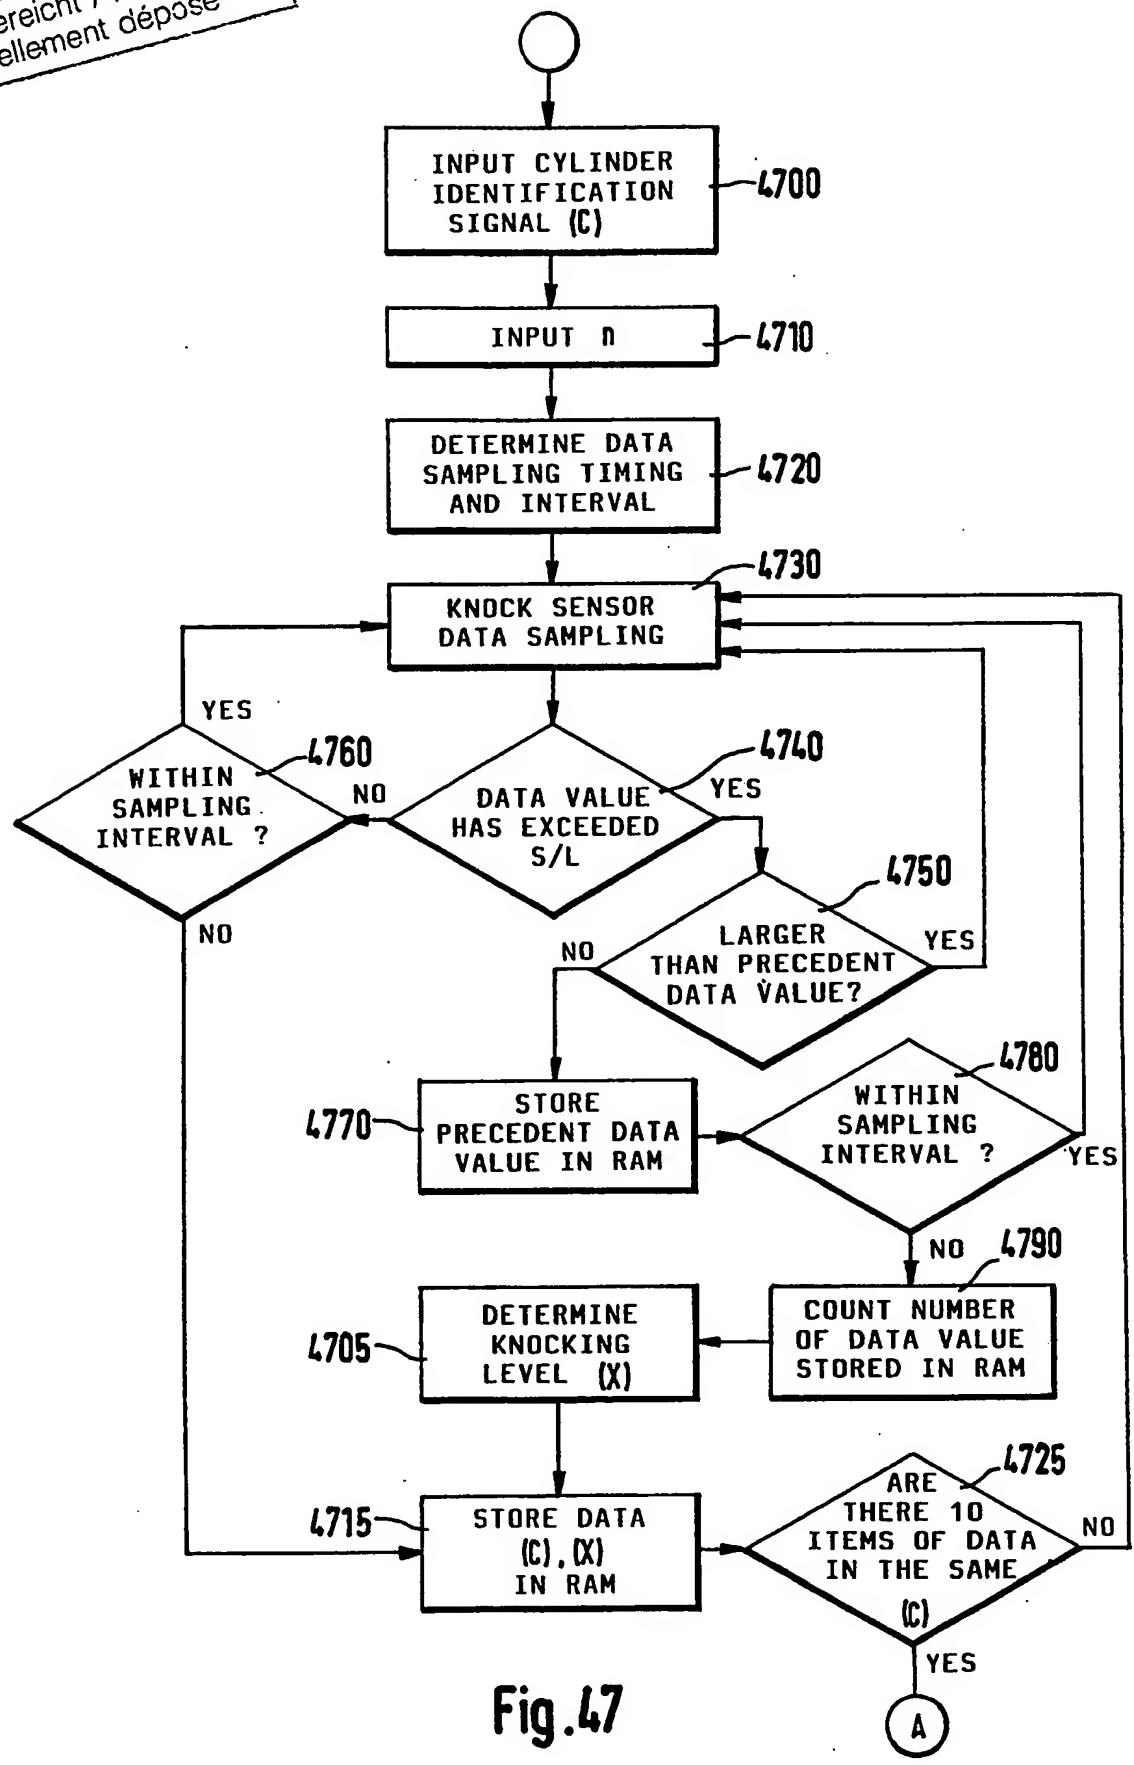 ellement déposé
INPUT CYLINDER
IDENTIFICATION
SIGNAL (C)
4700
INPUT n
4710
DETERMINE DATA
SAMPLING TIMING
AND INTERVAL
4720
4730
KNOCK SENSOR
DATA SAMPLING
YES
4760
WITHIN
SAMPLING
INTERVAL ?
NO
NO
4740
YES
DATA VALUE
HAS EXCEEDED
S/L
4750
LARGER
THAN PRECEDENT
DATA VALUE?
NO
YES
4780
WITHIN
SAMPLING
INTERVAL ?
YES
4770
STORE
PRECEDENT DATA
VALUE IN RAM
NO
4790
COUNT NUMBER
OF DATA VALUE
STORED IN RAM
4705
DETERMINE
KNOCKING
LEVEL (X)
4725
ARE
THERE 10
ITEMS OF DATA
IN THE SAME
(C)
NO
4715
STORE DATA
(C), (X)
IN RAM
YES
A
Fig.47